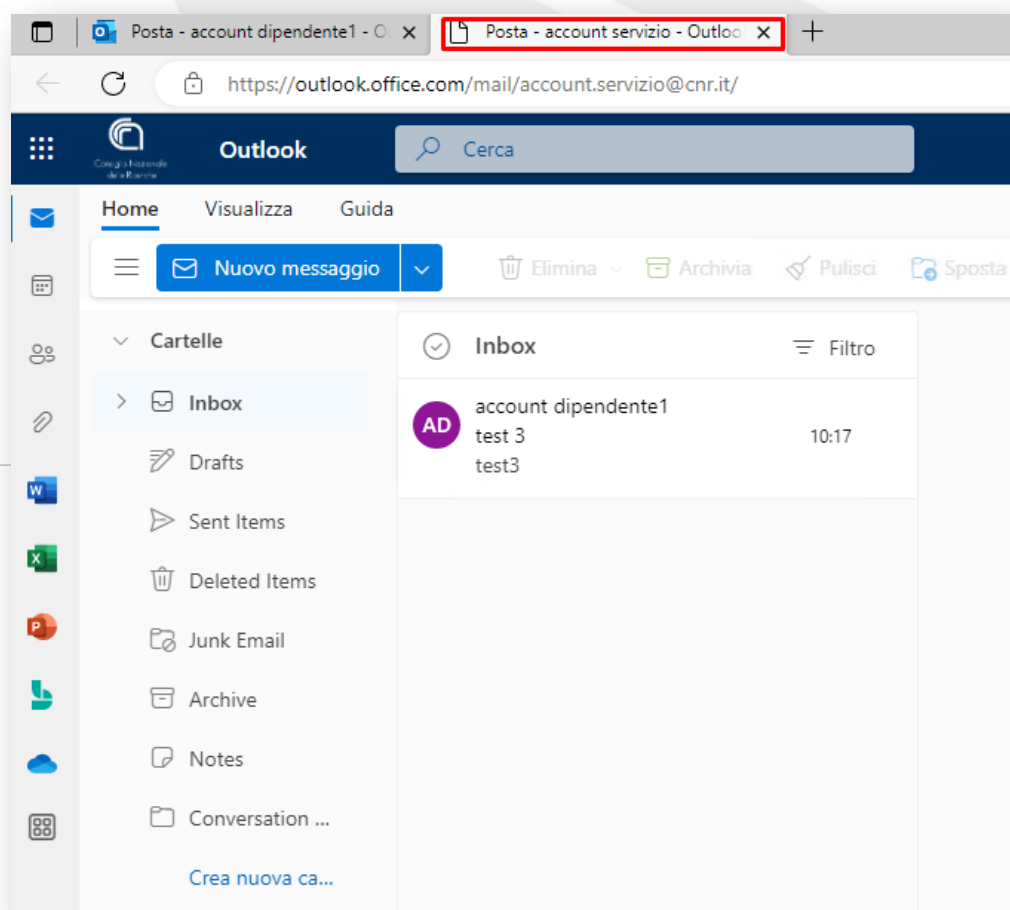 Posta - account dipendente1 - O
Posta - account servizio - Outloo
https://outlook.office.com/mail/account.servizio@cnr.it/
Outlook
Cerca
Home Visualizza Guida
Nuovo messaggio Elimina Archivia Pulisci Sposta
Cartelle
Inbox
Drafts
Sent Items
Deleted Items
Junk Email
Archive
Notes
Conversation ...
Crea nuova ca...
Inbox Filtro
AD
account dipendente1
test 3 10:17
test3